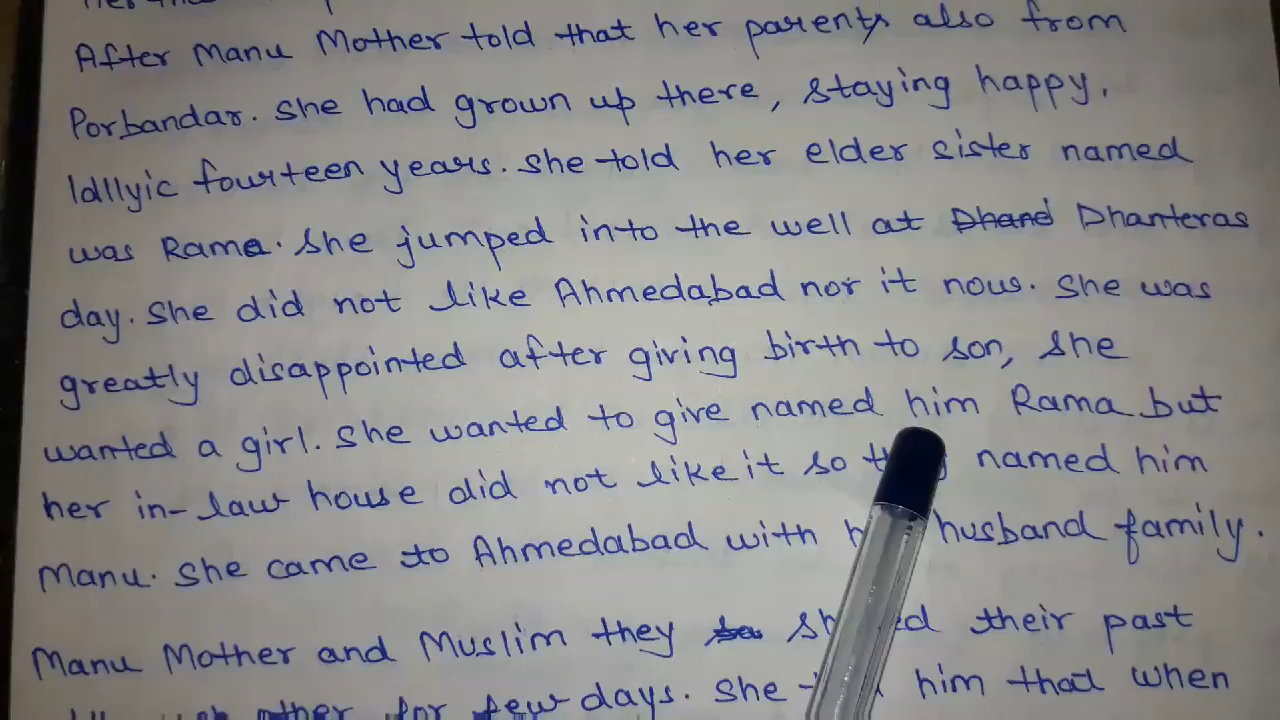 After Manu Mother told that her parents also from
Porbandar. She had grown up there, staying happy.
Idllyic fourteen years. She told her elder sister named
was Rama. She jumped into the well at Dhand Dhanteras
day. She did not like Ahmedabad nor it now. She was
greatly disappointed after giving birth to son, she
wanted a girl. She wanted to give named him Rama but
her in-law house did not like it so named him
Manu. She came to Ahmedabad with husband family.
Manu Mother and Muslim they their past
other for few days. She him that when